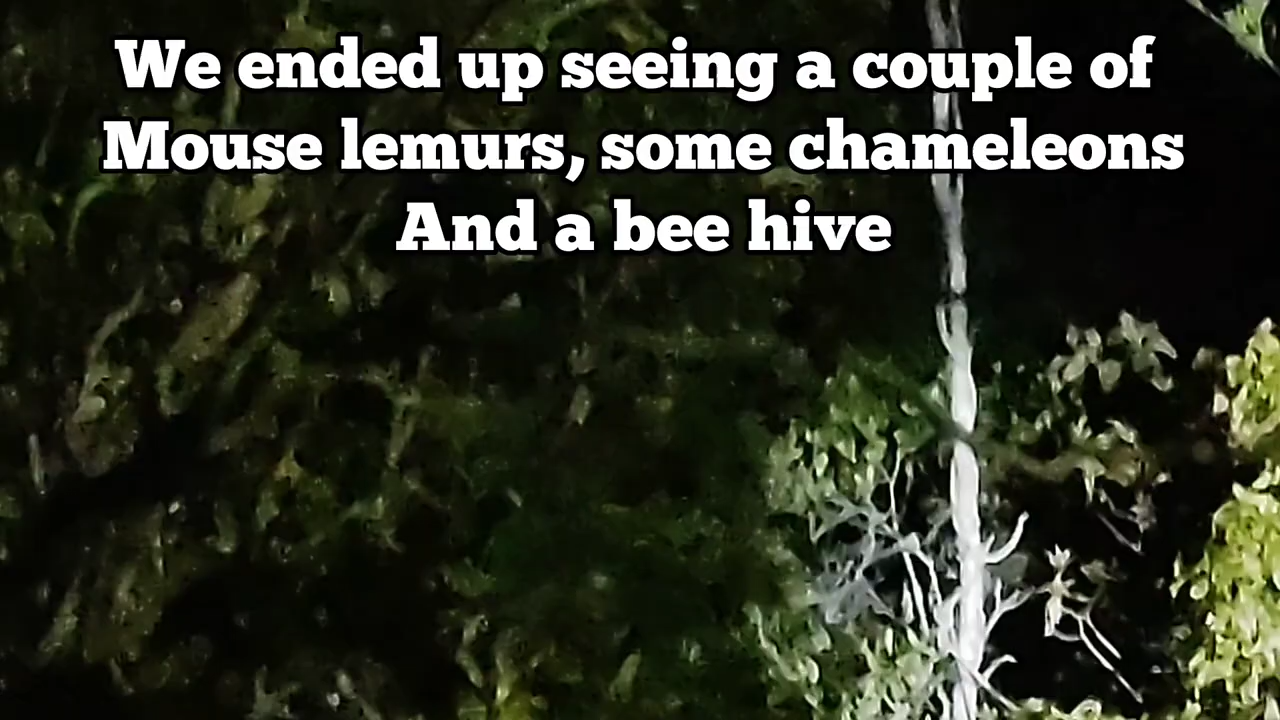 We ended up seeing a couple of
Mouse lemurs, some chameleons
And a bee hive